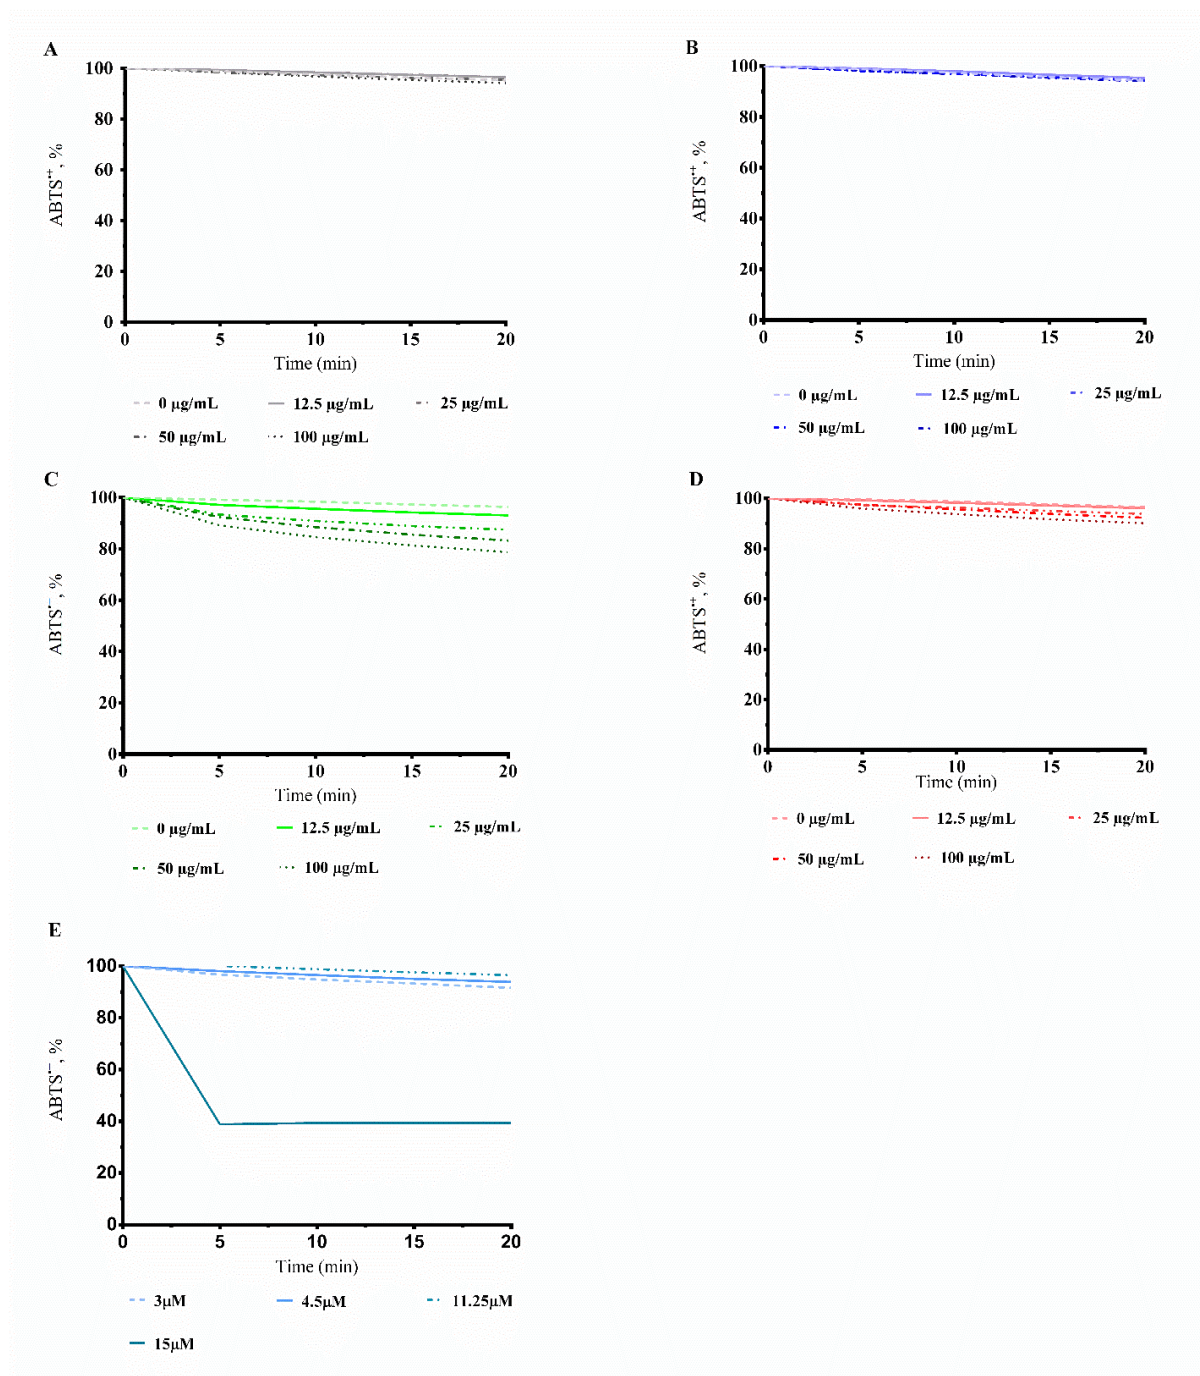 A
100
80
60
40
20
0
ABTS•+, %
0 5 10 15 20
Time (min)
0 µg/mL 12.5 µg/mL 25 µg/mL
50 µg/mL 100 µg/mL
B
100
80
60
40
20
0
ABTS•+, %
0 5 10 15 20
Time (min)
0 µg/mL 12.5 µg/mL 25 µg/mL
50 µg/mL 100 µg/mL
C
100
80
60
40
20
0
ABTS•–, %
0 5 10 15 20
Time (min)
0 µg/mL 12.5 µg/mL 25 µg/mL
50 µg/mL 100 µg/mL
D
100
80
60
40
20
0
ABTS•+, %
0 5 10 15 20
Time (min)
0 µg/mL 12.5 µg/mL 25 µg/mL
50 µg/mL 100 µg/mL
E
100
80
60
40
20
0
ABTS•–, %
0 5 10 15 20
Time (min)
3µM 4.5µM 11.25µM
15µM